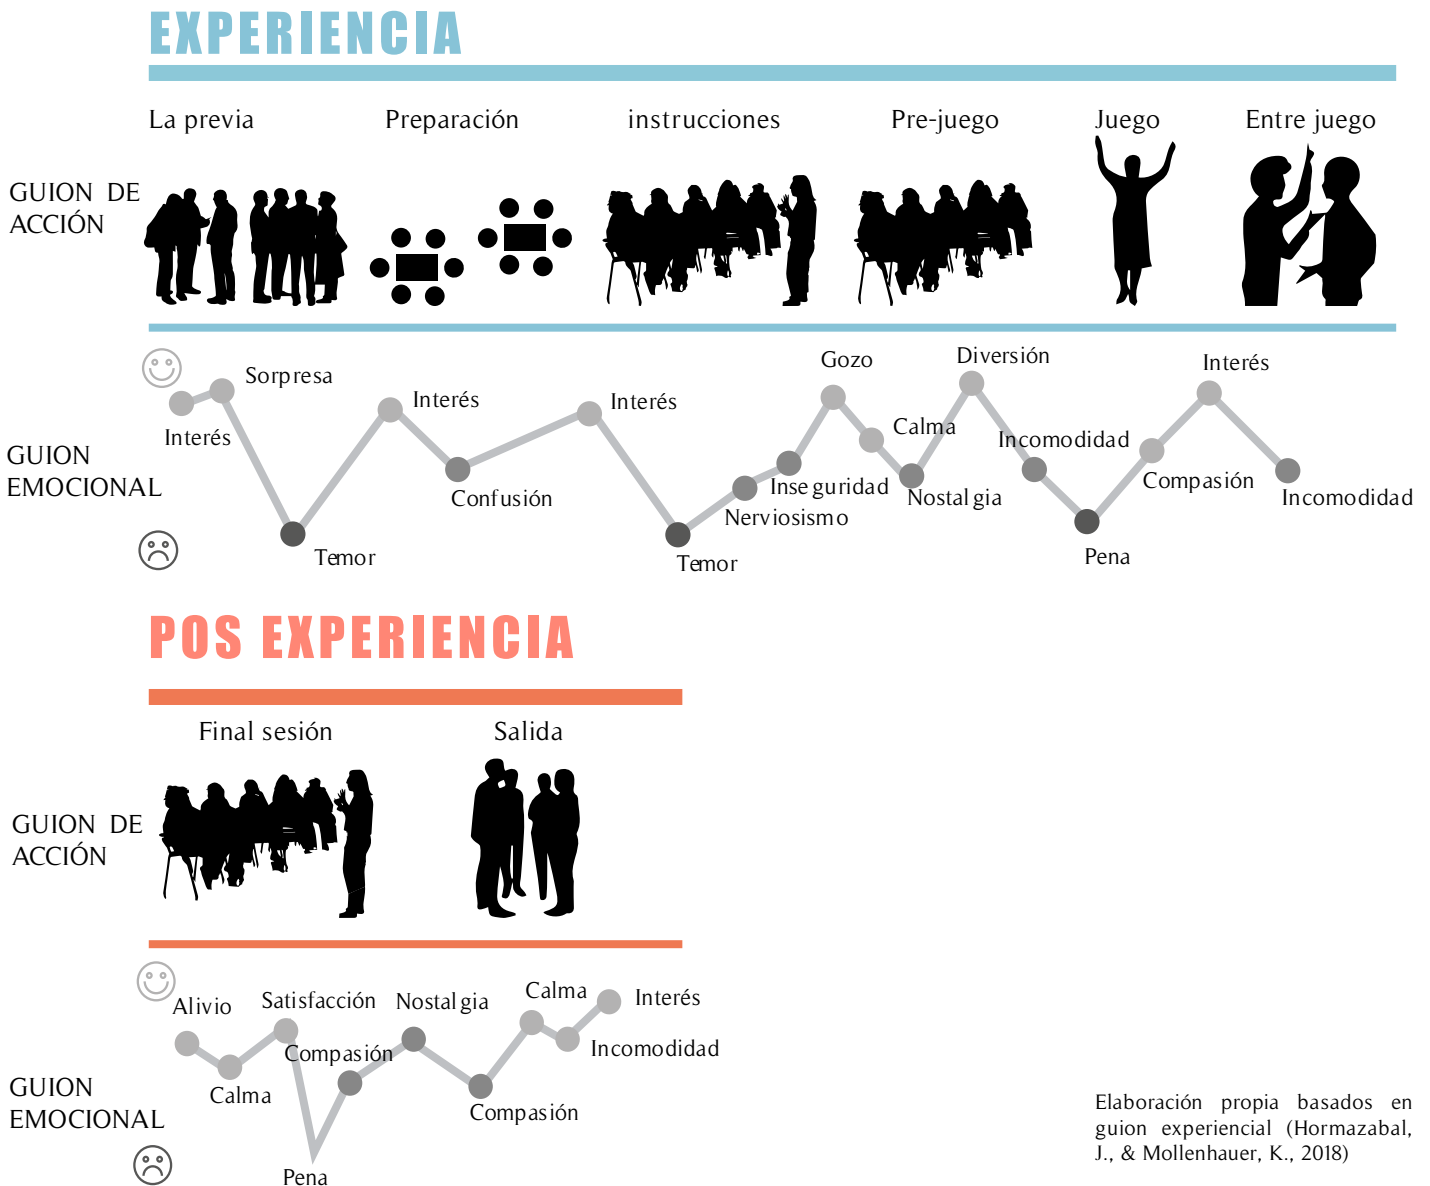 EXPERIENCIA
La previa
Preparación
instrucciones
Pre-juego
Juego
Entre juego
GUION DE
ACCIÓN
GUION
EMOCIONAL
Interés
Sorpresa
Temor
Interés
Confusión
Interés
Temor
Nerviosismo
Inseguridad
Gozo
Calma
Nostalgia
Diversión
Incomodidad
Pena
Compasión
Interés
Incomodidad
POS EXPERIENCIA
Final sesión
Salida
GUION DE
ACCIÓN
GUION
EMOCIONAL
Alivio
Calma
Satisfacción
Pena
Compasión
Nostalgia
Compasión
Calma
Incomodidad
Interés
Elaboración propia basados en
guion experiencial (Hormazabal,
J., & Mollenhauer, K., 2018)